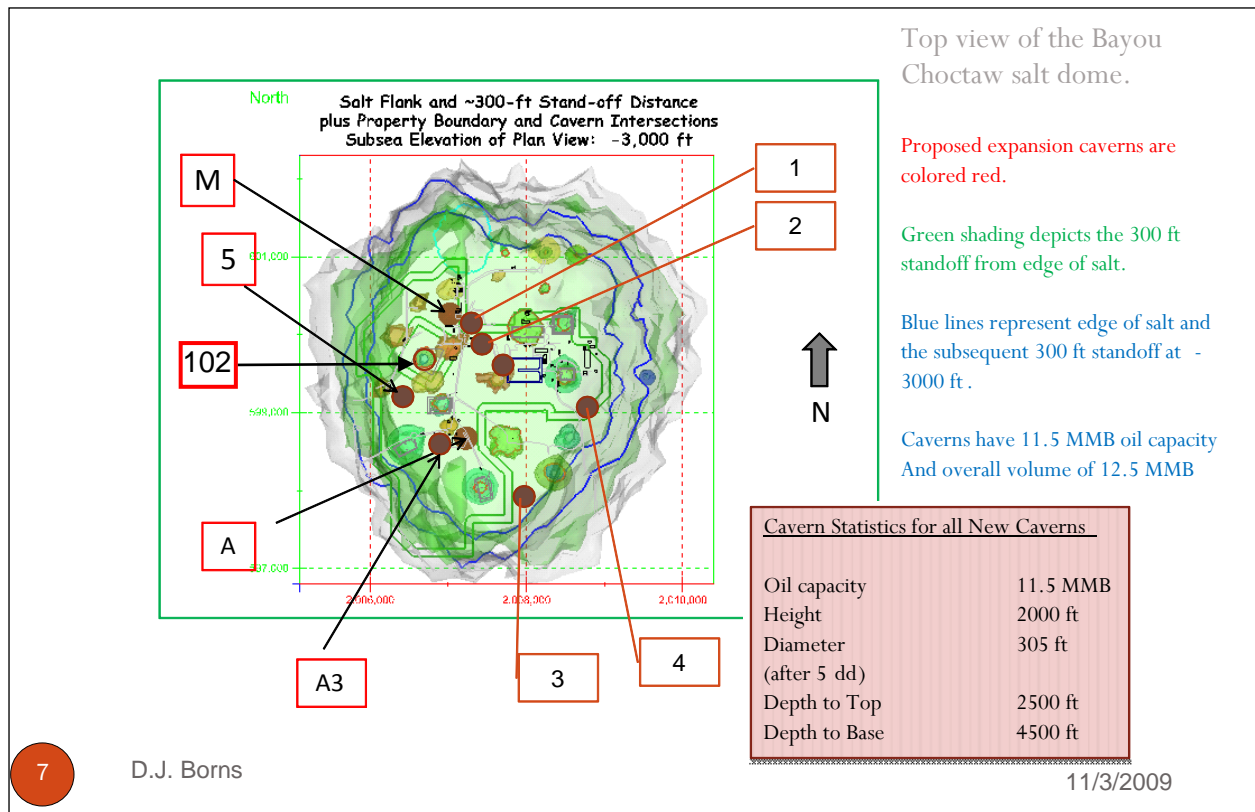 Top view of the Bayou
Choctaw salt dome.
North
Salt Flank and ~300-ft Stand-off Distance
plus Property Boundary and Cavern Intersections
Subsea Elevation of Plan View: -3,000 ft
Proposed expansion caverns are
colored red.
M
1
2
5
102
Green shading depicts the 300 ft
standoff from edge of salt.
Blue lines represent edge of salt and
the subsequent 300 ft standoff at -
3000 ft .
N
Caverns have 11.5 MMB oil capacity
And overall volume of 12.5 MMB
2,008,000
2,010,000
A
A3
3
4
Cavern Statistics for all New Caverns
Oil capacity 11.5 MMB
Height 2000 ft
Diameter 305 ft
(after 5 dd)
Depth to Top 2500 ft
Depth to Base 4500 ft
7
D.J. Borns
11/3/2009